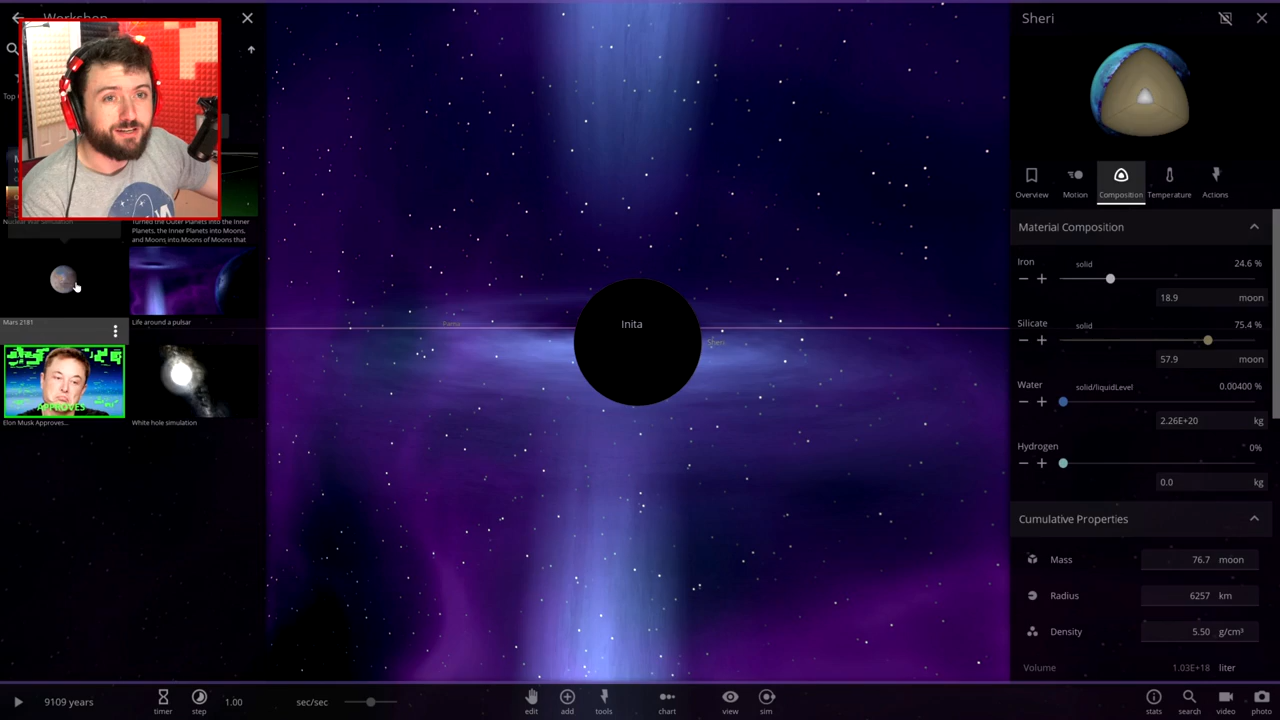 Workshop
Top
Nuclear War Simulation
Turned the Outer Planets into the Inner
Planets, the Inner Planets into Moons,
and Moons into Moons of Moons that
Mars 2181
Life around a pulsar
APPROVES
Elon Musk Approves...
White hole simulation
Inita
Sheri
Sheri
Overview
Motion
Composition
Temperature
Actions
Material Composition
Iron
solid
24.6 %
18.9 moon
Silicate
solid
75.4 %
57.9 moon
Water
solid/liquidLevel
0.00400 %
2.26E+20 kg
Hydrogen
0%
0.0 kg
Cumulative Properties
Mass
76.7 moon
Radius
6257 km
Density
5.50 g/cm³
Volume
1.03E+18 liter
9109 years
timer
step
1.00
sec/sec
edit
add
tools
chart
view
sim
stats
search
video
photo